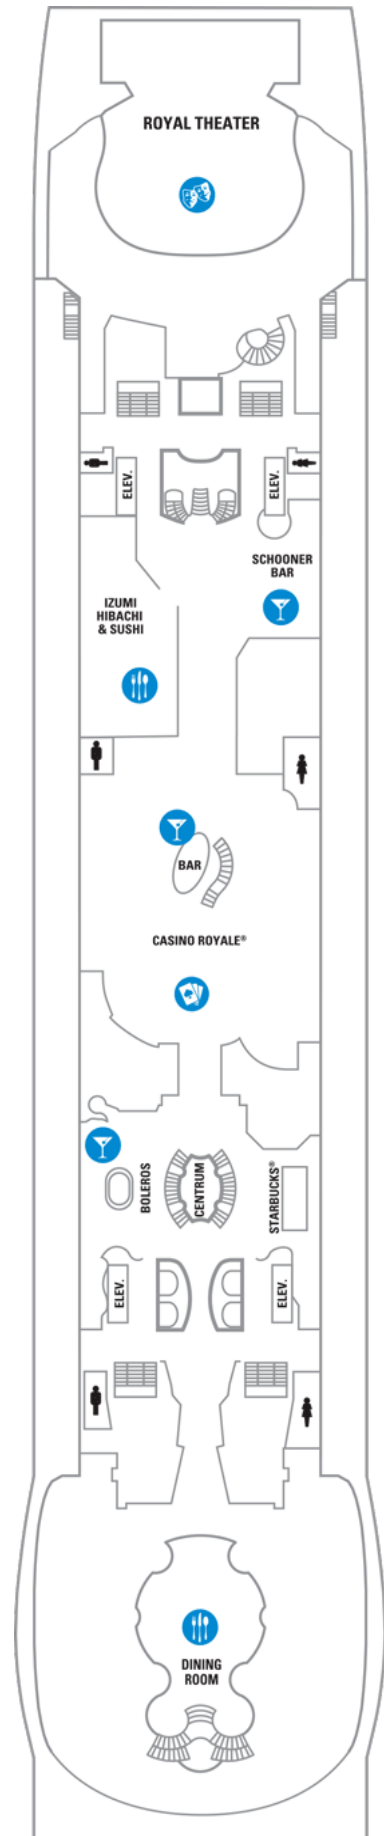 ROYAL THEATER
ELEV.
ELEV.
SCHOONER
BAR
IZUMI
HIBACHI
& SUSHI
BAR
CASINO ROYALE®
BOLEROS
CENTRUM
STARBUCKS®
ELEV.
ELEV.
DINING
ROOM